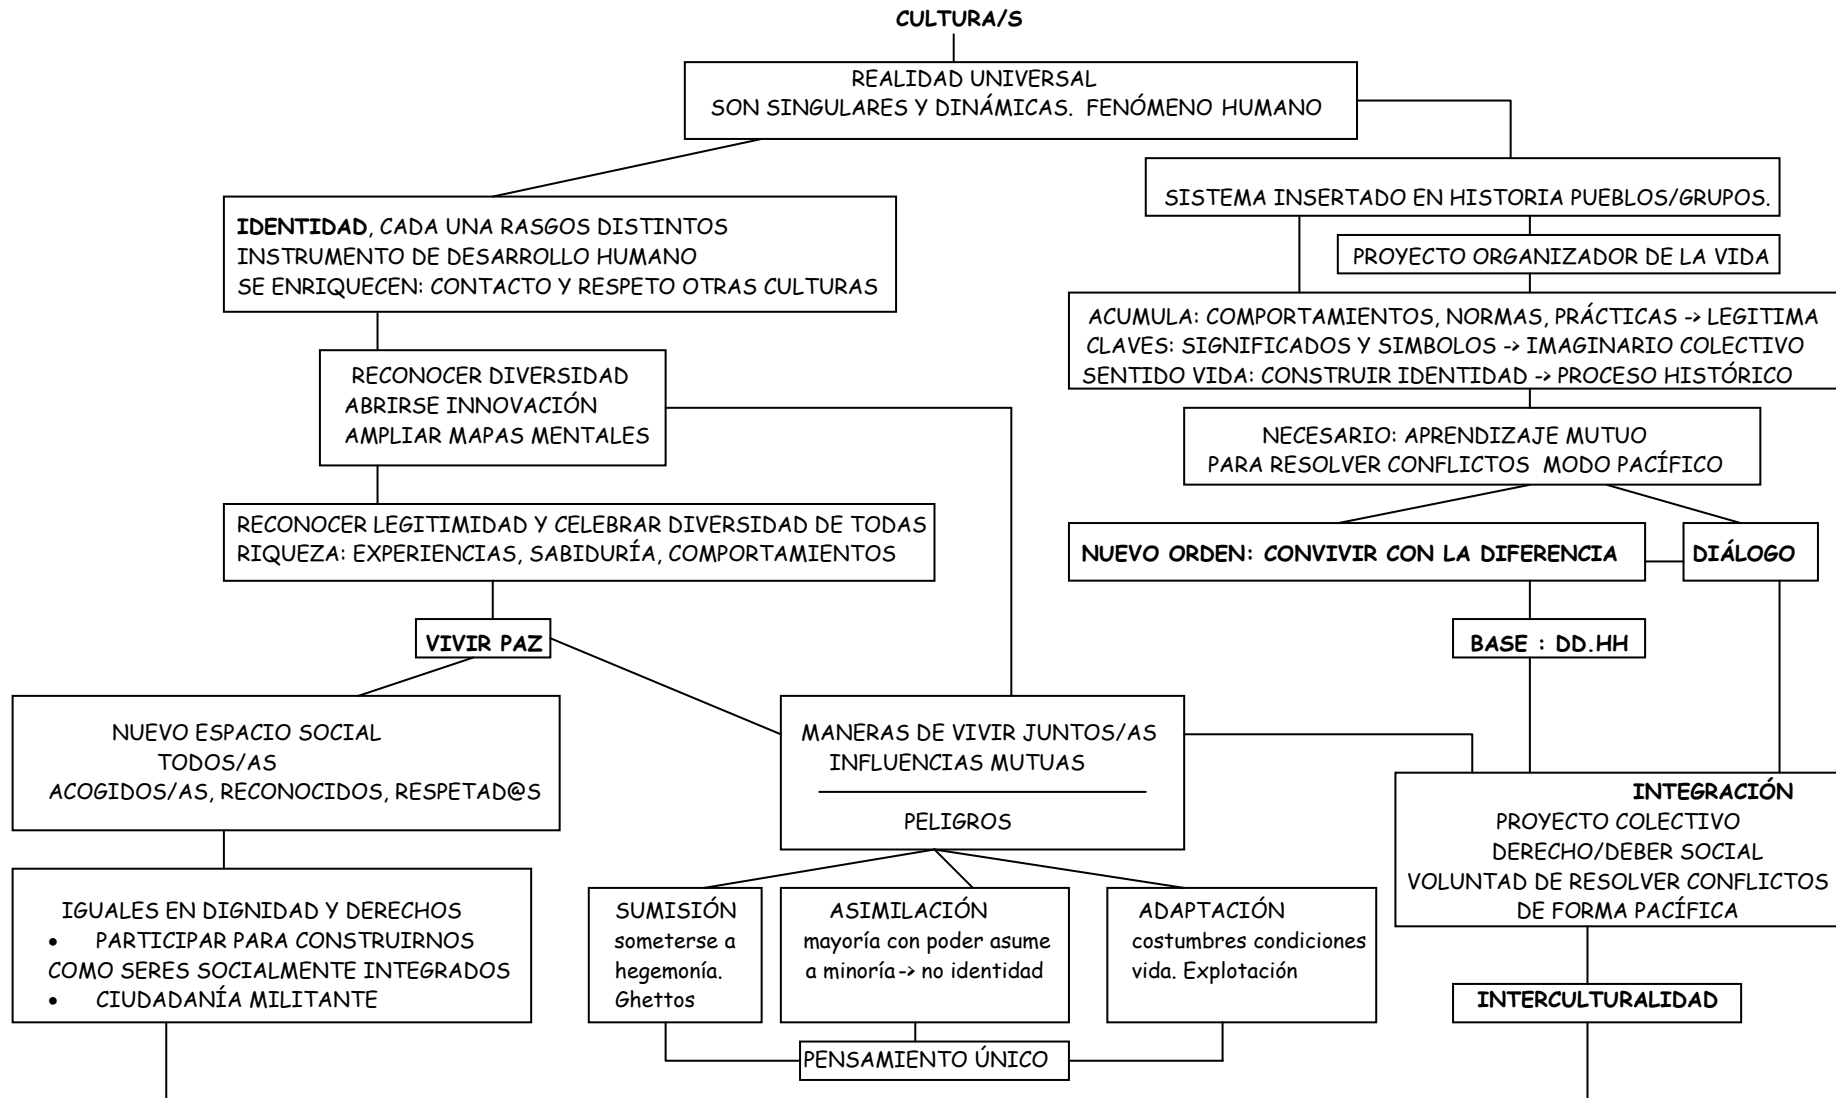 CULTURA/S
REALIDAD UNIVERSAL
SON SINGULARES Y DINÁMICAS. FENÓMENO HUMANO
IDENTIDAD, CADA UNA RASGOS DISTINTOS
INSTRUMENTO DE DESARROLLO HUMANO
SE ENRIQUECEN: CONTACTO Y RESPETO OTRAS CULTURAS
SISTEMA INSERTADO EN HISTORIA PUEBLOS/GRUPOS.
PROYECTO ORGANIZADOR DE LA VIDA
ACUMULA: COMPORTAMIENTOS, NORMAS, PRÁCTICAS -> LEGITIMA
CLAVES: SIGNIFICADOS Y SIMBOLOS -> IMAGINARIO COLECTIVO
SENTIDO VIDA: CONSTRUIR IDENTIDAD -> PROCESO HISTÓRICO
RECONOCER DIVERSIDAD
ABRIRSE INNOVACIÓN
AMPLIAR MAPAS MENTALES
NECESARIO: APRENDIZAJE MUTUO
PARA RESOLVER CONFLICTOS MODO PACÍFICO
RECONOCER LEGITIMIDAD Y CELEBRAR DIVERSIDAD DE TODAS
RIQUEZA: EXPERIENCIAS, SABIDURÍA, COMPORTAMIENTOS
NUEVO ORDEN: CONVIVIR CON LA DIFERENCIA
DIÁLOGO
VIVIR PAZ
BASE : DD.HH
NUEVO ESPACIO SOCIAL
TODOS/AS
ACOGIDOS/AS, RECONOCIDOS, RESPETAD@S
MANERAS DE VIVIR JUNTOS/AS
INFLUENCIAS MUTUAS
PELIGROS
INTEGRACIÓN
PROYECTO COLECTIVO
DERECHO/DEBER SOCIAL
VOLUNTAD DE RESOLVER CONFLICTOS
DE FORMA PACÍFICA
IGUALES EN DIGNIDAD Y DERECHOS
• PARTICIPAR PARA CONSTRUIRNOS
COMO SERES SOCIALMENTE INTEGRADOS
• CIUDADANÍA MILITANTE
SUMISIÓN
someterse a
hegemonía.
Ghettos
ASIMILACIÓN
mayoría con poder asume
a minoría-> no identidad
ADAPTACIÓN
costumbres condiciones
vida. Explotación
INTERCULTURALIDAD
PENSAMIENTO ÚNICO